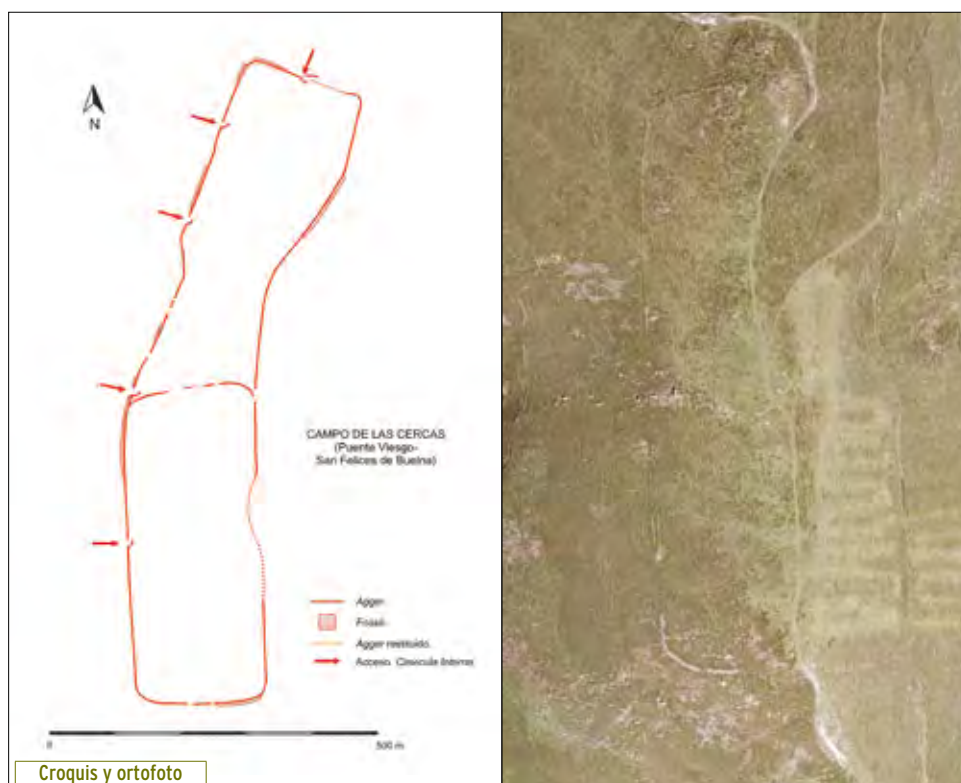 N
CAMPO DE LAS CERCAS
(Puente Viesgo-
San Felices de Buelna)
Agger.
Fossa.
Agger restituido.
Acceso. Clavicula Interna
0
500 m
Croquis y ortofoto